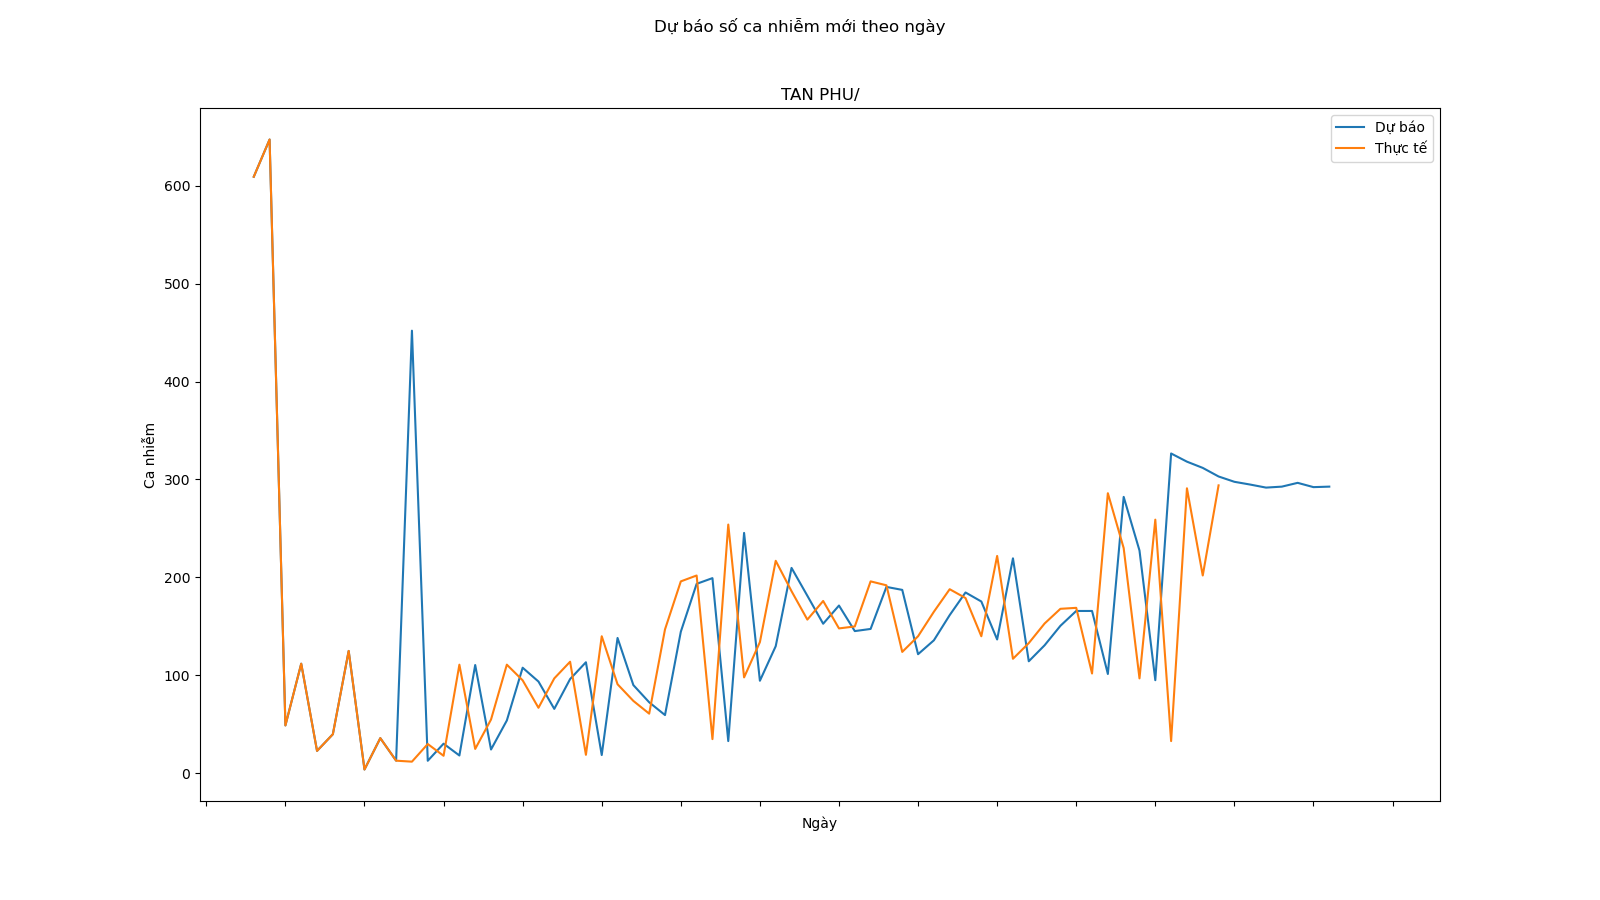 Dự báo số ca nhiễm mới theo ngày
TAN PHU/
Dự báo
Thực tế
600
500
400
300
200
100
0
Ca nhiễm
Ngày